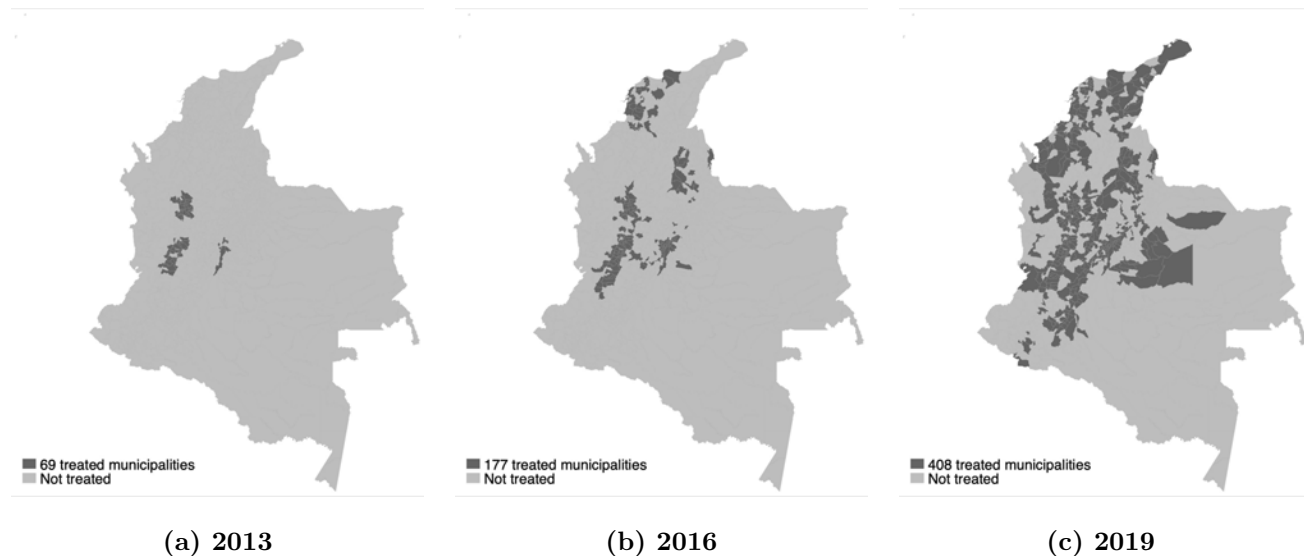 69 treated municipalities
Not treated
177 treated municipalities
Not treated
408 treated municipalities
Not treated
(a) 2013
(b) 2016
(c) 2019